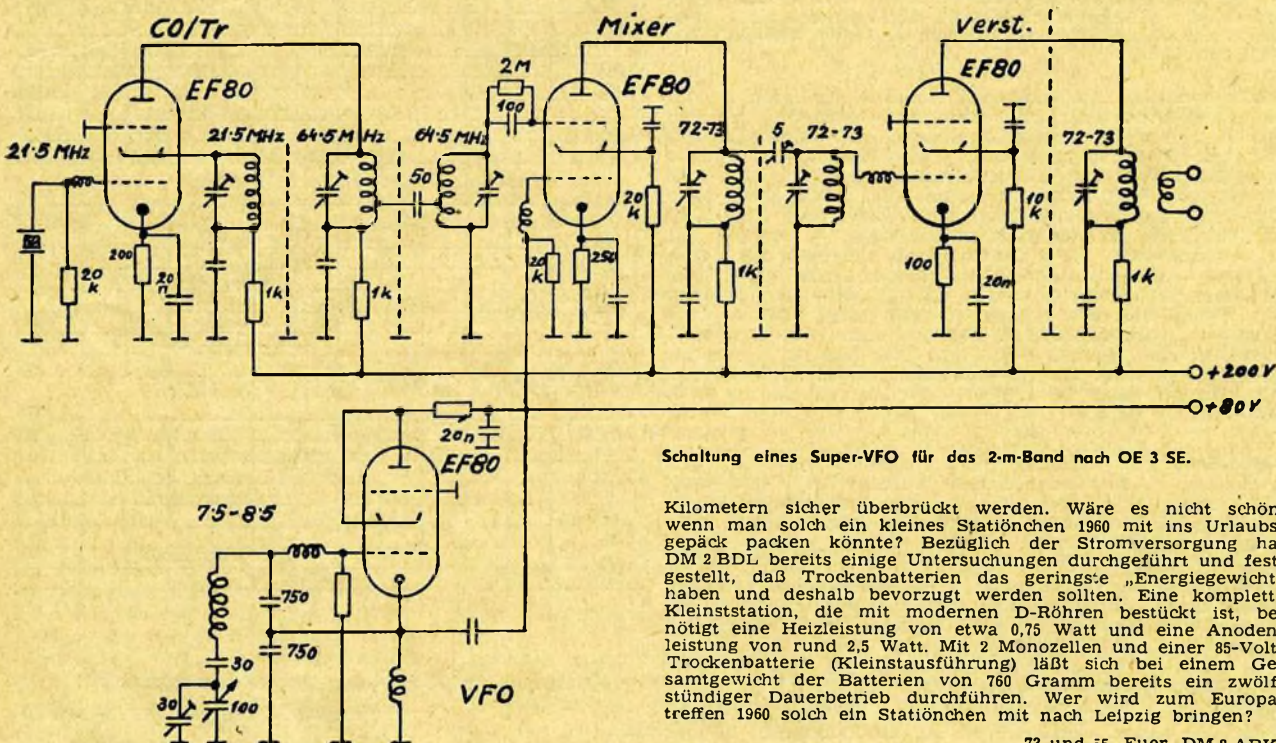 CO/Tr
Mixer
Verst.
EF80
2M
100
EF80
EF80
21.5 MHz
21.5 MHz
64.5 MHz
64.5 MHz
50
72-73
5
72-73
72-73
20 k
200
20 n
1k
1k
20 k
250
20 k
1k
100
20n
10 k
1k
+200V
+80V
20n
EF80
7.5-8.5
750
750
30
30
100
VFO
Schaltung eines Super-VFO für das 2-m-Band nach OE 3 SE.
Kilometern sicher überbrückt werden. Wäre es nicht schön
wenn man solch ein kleines Statiönchen 1960 mit ins Urlaubs
gepäck packen könnte? Bezüglich der Stromversorgung ha
DM 2 BDL bereits einige Untersuchungen durchgeführt und fest
gestellt, daß Trockenbatterien das geringste „Energiegewicht
haben und deshalb bevorzugt werden sollten. Eine komplett
Kleinststation, die mit modernen D-Röhren bestückt ist, be
nötigt eine Heizleistung von etwa 0,75 Watt und eine Anoden
leistung von rund 2,5 Watt. Mit 2 Monozellen und einer 85-Volt
Trockenbatterie (Kleinstausführung) läßt sich bei einem Ge
samtgewicht der Batterien von 760 Gramm bereits ein zwölf
stündiger Dauerbetrieb durchführen. Wer wird zum Europa
treffen 1960 solch ein Statiönchen mit nach Leipzig bringen?